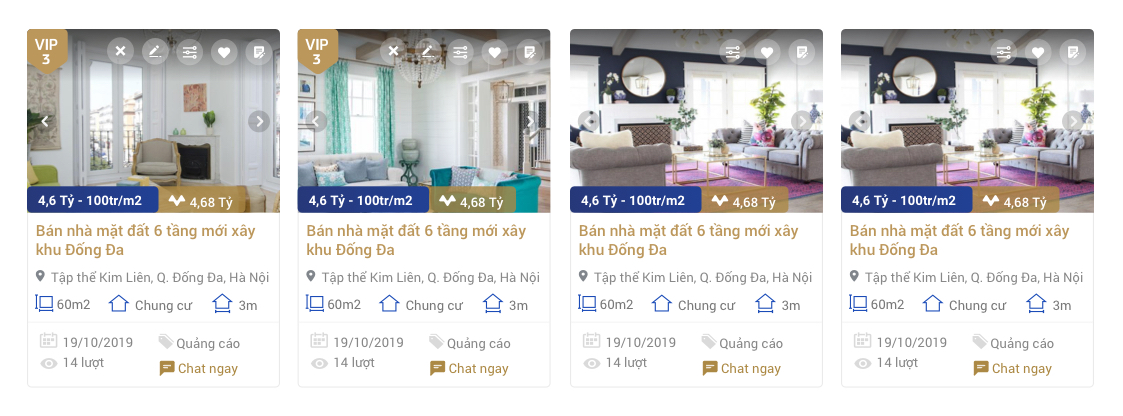 VIP
3
4,6 Tỷ - 100tr/m2
4,68 Tỷ
Bán nhà mặt đất 6 tầng mới xây
khu Đống Đa
Tập thể Kim Liên, Q. Đống Đa, Hà Nội
60m2
Chung cư
3m
19/10/2019
Quảng cáo
14 lượt
Chat ngay
VIP
3
4,6 Tỷ - 100tr/m2
4,68 Tỷ
Bán nhà mặt đất 6 tầng mới xây
khu Đống Đa
Tập thể Kim Liên, Q. Đống Đa, Hà Nội
60m2
Chung cư
3m
19/10/2019
Quảng cáo
14 lượt
Chat ngay
4,6 Tỷ - 100tr/m2
4,68 Tỷ
Bán nhà mặt đất 6 tầng mới xây
khu Đống Đa
Tập thể Kim Liên, Q. Đống Đa, Hà Nội
60m2
Chung cư
3m
19/10/2019
Quảng cáo
14 lượt
Chat ngay
4,6 Tỷ - 100tr/m2
4,68 Tỷ
Bán nhà mặt đất 6 tầng mới xây
khu Đống Đa
Tập thể Kim Liên, Q. Đống Đa, Hà Nội
60m2
Chung cư
3m
19/10/2019
Quảng cáo
14 lượt
Chat ngay